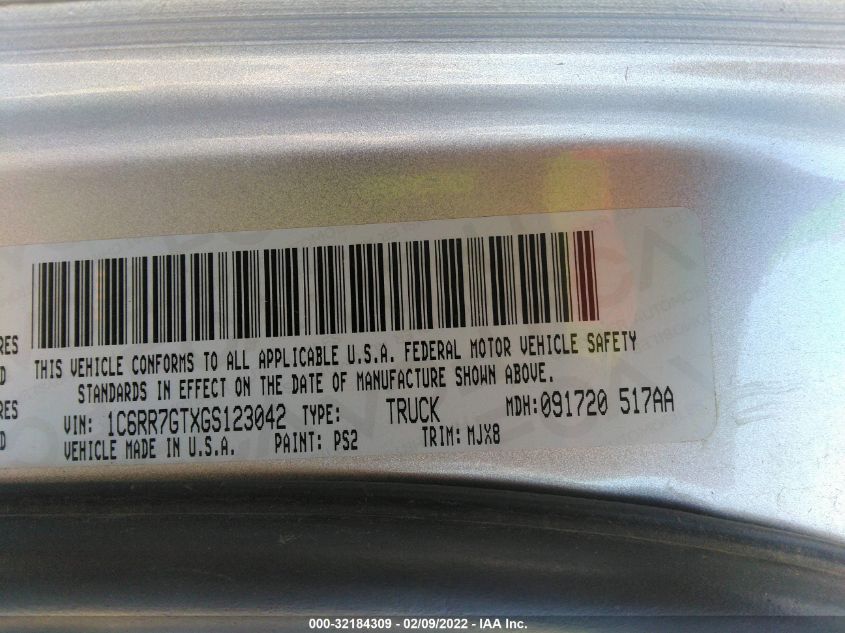 RES
D
D
THIS VEHICLE CONFORMS TO ALL APPLICABLE U.S.A. FEDERAL MOTOR VEHICLE SAFETY
STANDARDS IN EFFECT ON THE DATE OF MANUFACTURE SHOWN ABOVE.
VIN: 1C6RR7GTXGS123042 TYPE: TRUCK MDH:091720 517AA
VEHICLE MADE IN U.S.A. PAINT: PS2 TRIM: MJX8
000-32184309 - 02/09/2022 - IAA Inc.